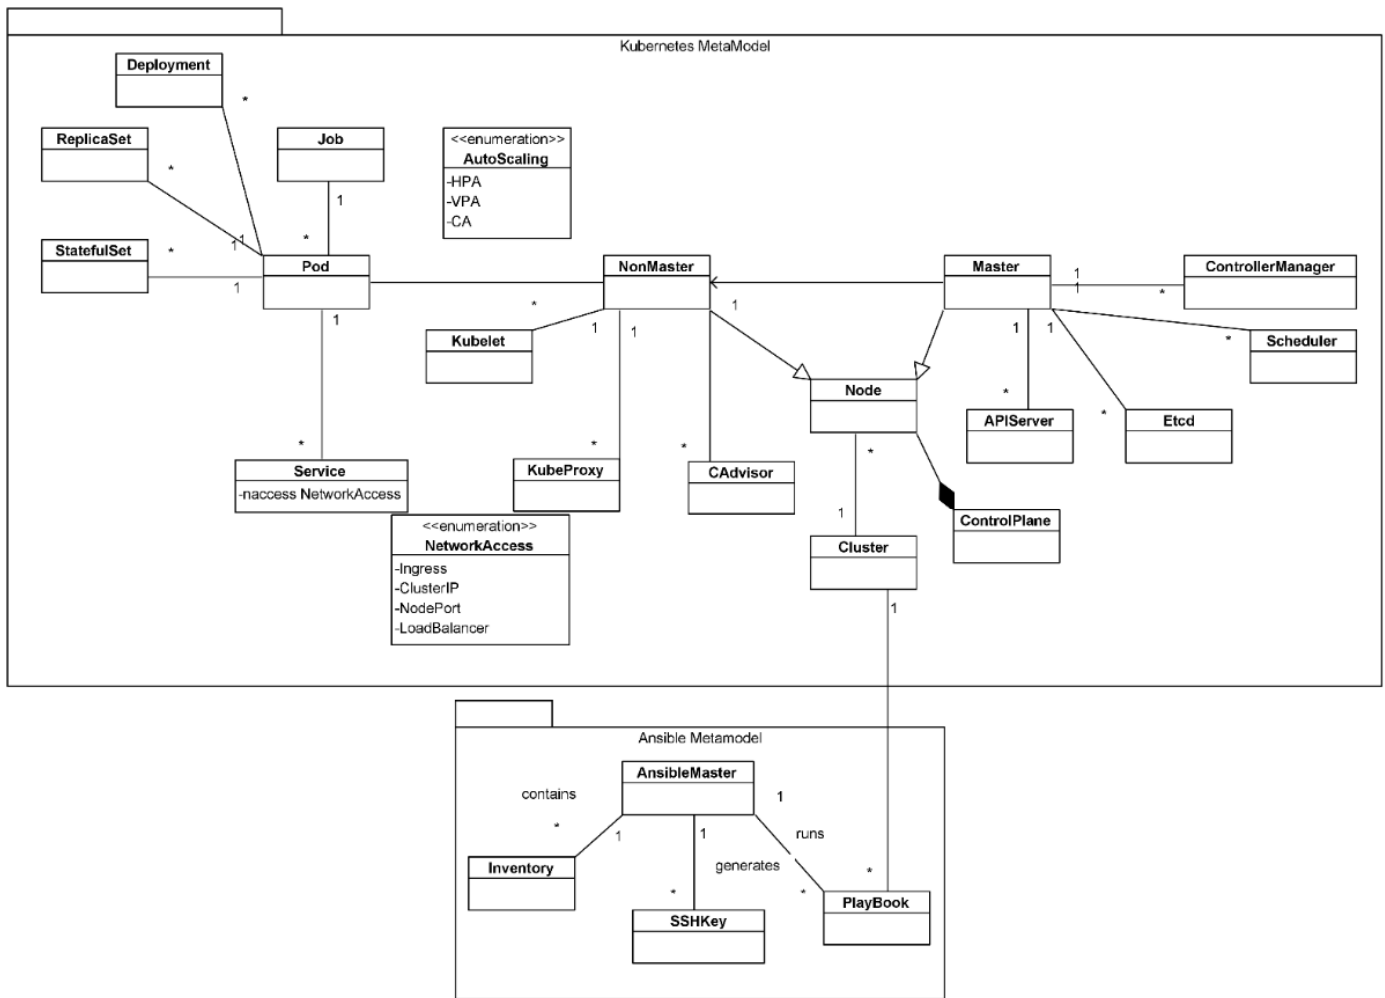 Kubernetes MetaModel
Deployment
*
ReplicaSet
*
Job
1
<<enumeration>>
AutoScaling
-HPA
-VPA
-CA
StatefulSet
*
1
1
*
1
Pod
1
NonMaster
*
1
1
1
Master
1
1
*
1
1
ControllerManager
Kubelet
*
Scheduler
Node
*
*
APIServer
*
Etcd
*
Service
-naccess NetworkAccess
*
KubeProxy
*
CAdvisor
<<enumeration>>
NetworkAccess
-Ingress
-ClusterIP
-NodePort
-LoadBalancer
1
ControlPlane
Cluster
1
Ansible Metamodel
AnsibleMaster
contains
1
*
1
1
runs
generates
Inventory
*
*
*
SSHKey
PlayBook